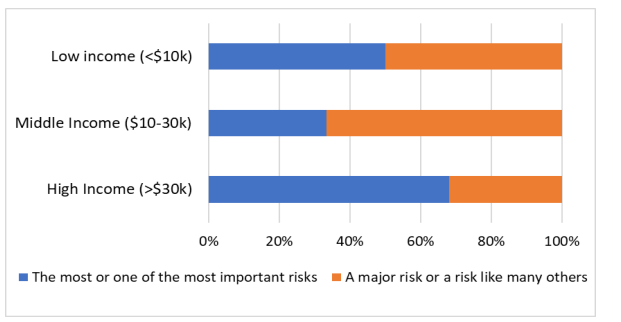 Low income (<$10k)
Middle Income ($10-30k)
High Income (>$30k)
0% 20% 40% 60% 80% 100%
The most or one of the most important risks A major risk or a risk like many others